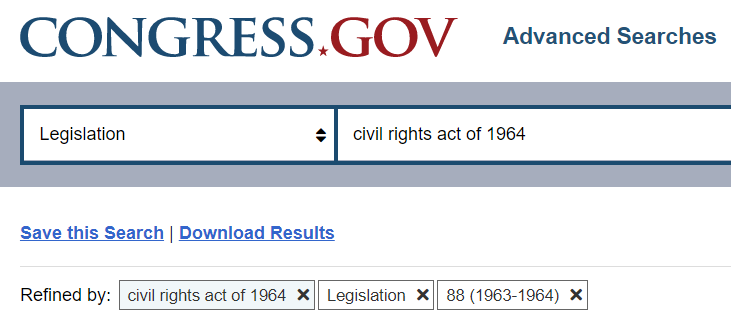 CONGRESS.GOV Advanced Searches
Legislation civil rights act of 1964
Save this Search | Download Results
Refined by: civil rights act of 1964 × Legislation × 88 (1963-1964) ×